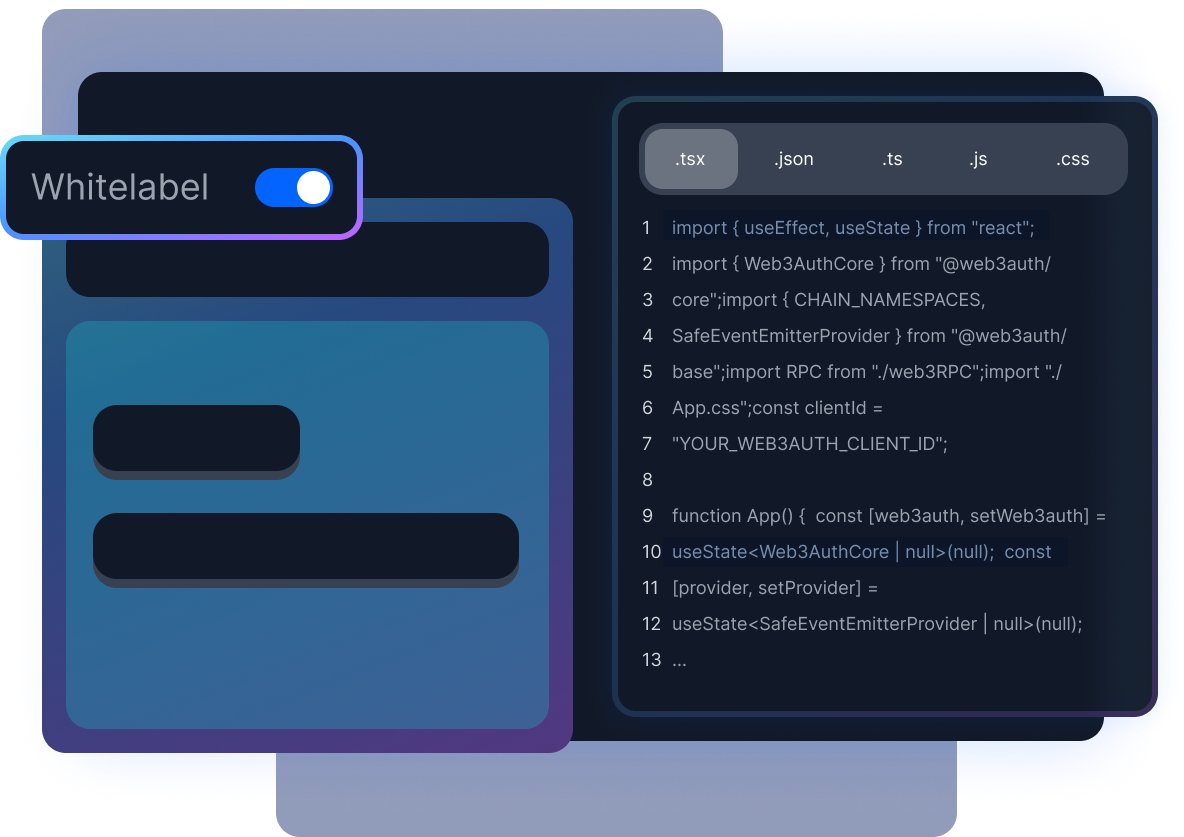 Whitelabel
.tsx .json .ts .js .css
1 import { useEffect, useState } from "react";
2 import { Web3AuthCore } from "@web3auth/
3 core";import { CHAIN_NAMESPACES,
4 SafeEventEmitterProvider } from "@web3auth/
5 base";import RPC from "./web3RPC";import "./
6 App.css";const clientId =
7 "YOUR_WEB3AUTH_CLIENT_ID";
8
9 function App() {  const [web3auth, setWeb3auth] =
10 useState<Web3AuthCore | null>(null);  const
11 [provider, setProvider] =
12 useState<SafeEventEmitterProvider | null>(null);
13 ...